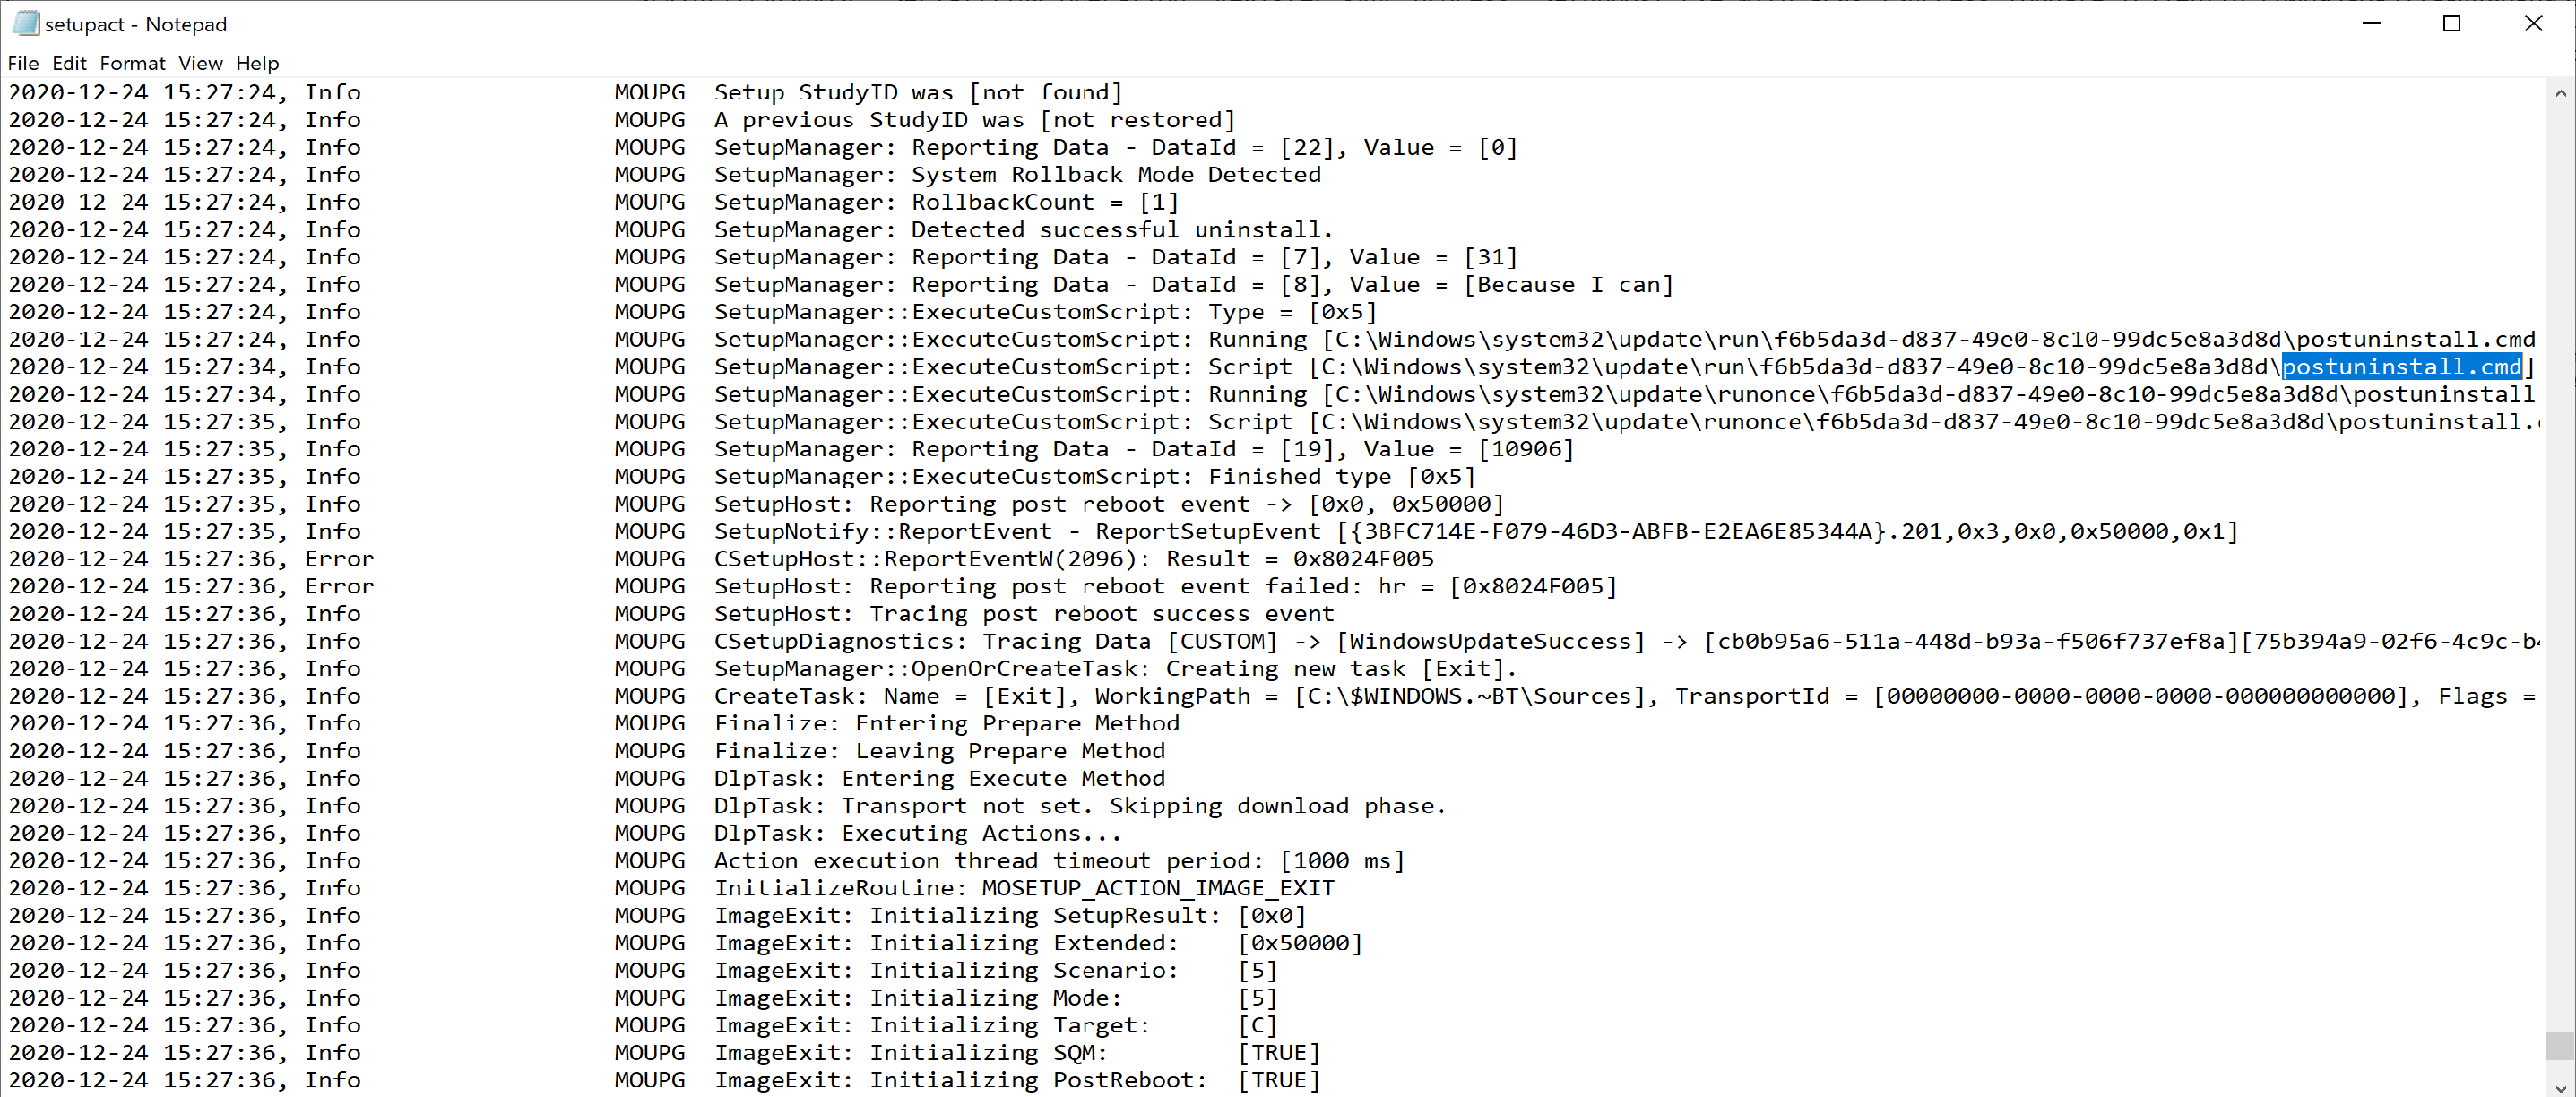 setupact - Notepad
File Edit Format View Help
2020-12-24 15:27:24, Info MOUPG Setup StudyID was [not found]
2020-12-24 15:27:24, Info MOUPG A previous StudyID was [not restored]
2020-12-24 15:27:24, Info MOUPG SetupManager: Reporting Data - DataId = [22], Value = [0]
2020-12-24 15:27:24, Info MOUPG SetupManager: System Rollback Mode Detected
2020-12-24 15:27:24, Info MOUPG SetupManager: RollbackCount = [1]
2020-12-24 15:27:24, Info MOUPG SetupManager: Detected successful uninstall.
2020-12-24 15:27:24, Info MOUPG SetupManager: Reporting Data - DataId = [7], Value = [31]
2020-12-24 15:27:24, Info MOUPG SetupManager: Reporting Data - DataId = [8], Value = [Because I can]
2020-12-24 15:27:24, Info MOUPG SetupManager::ExecuteCustomScript: Type = [0x5]
2020-12-24 15:27:24, Info MOUPG SetupManager::ExecuteCustomScript: Running [C:\Windows\system32\update\run\f6b5da3d-d837-49e0-8c10-99dc5e8a3d8d\postuninstall.cmd
2020-12-24 15:27:34, Info MOUPG SetupManager::ExecuteCustomScript: Script [C:\Windows\system32\update\run\f6b5da3d-d837-49e0-8c10-99dc5e8a3d8d\postuninstall.cmd]
2020-12-24 15:27:34, Info MOUPG SetupManager::ExecuteCustomScript: Running [C:\Windows\system32\update\runonce\f6b5da3d-d837-49e0-8c10-99dc5e8a3d8d\postuninstall
2020-12-24 15:27:35, Info MOUPG SetupManager::ExecuteCustomScript: Script [C:\Windows\system32\update\runonce\f6b5da3d-d837-49e0-8c10-99dc5e8a3d8d\postuninstall.
2020-12-24 15:27:35, Info MOUPG SetupManager: Reporting Data - DataId = [19], Value = [10906]
2020-12-24 15:27:35, Info MOUPG SetupManager::ExecuteCustomScript: Finished type [0x5]
2020-12-24 15:27:35, Info MOUPG SetupHost: Reporting post reboot event -> [0x0, 0x50000]
2020-12-24 15:27:35, Info MOUPG SetupNotify::ReportEvent - ReportSetupEvent [{3BFC714E-F079-46D3-ABFB-E2EA6E85344A}.201,0x3,0x0,0x50000,0x1]
2020-12-24 15:27:36, Error MOUPG CSetupHost::ReportEventW(2096): Result = 0x8024F005
2020-12-24 15:27:36, Error MOUPG SetupHost: Reporting post reboot event failed: hr = [0x8024F005]
2020-12-24 15:27:36, Info MOUPG SetupHost: Tracing post reboot success event
2020-12-24 15:27:36, Info MOUPG CSetupDiagnostics: Tracing Data [CUSTOM] -> [WindowsUpdateSuccess] -> [cb0b95a6-511a-448d-b93a-f506f737ef8a][75b394a9-02f6-4c9c-b4
2020-12-24 15:27:36, Info MOUPG SetupManager::OpenOrCreateTask: Creating new task [Exit].
2020-12-24 15:27:36, Info MOUPG CreateTask: Name = [Exit], WorkingPath = [C:\$WINDOWS.~BT\Sources], TransportId = [00000000-0000-0000-0000-000000000000], Flags =
2020-12-24 15:27:36, Info MOUPG Finalize: Entering Prepare Method
2020-12-24 15:27:36, Info MOUPG Finalize: Leaving Prepare Method
2020-12-24 15:27:36, Info MOUPG DlpTask: Entering Execute Method
2020-12-24 15:27:36, Info MOUPG DlpTask: Transport not set. Skipping download phase.
2020-12-24 15:27:36, Info MOUPG DlpTask: Executing Actions...
2020-12-24 15:27:36, Info MOUPG Action execution thread timeout period: [1000 ms]
2020-12-24 15:27:36, Info MOUPG InitializeRoutine: MOSETUP_ACTION_IMAGE_EXIT
2020-12-24 15:27:36, Info MOUPG ImageExit: Initializing SetupResult: [0x0]
2020-12-24 15:27:36, Info MOUPG ImageExit: Initializing Extended: [0x50000]
2020-12-24 15:27:36, Info MOUPG ImageExit: Initializing Scenario: [5]
2020-12-24 15:27:36, Info MOUPG ImageExit: Initializing Mode: [5]
2020-12-24 15:27:36, Info MOUPG ImageExit: Initializing Target: [C]
2020-12-24 15:27:36, Info MOUPG ImageExit: Initializing SQM: [TRUE]
2020-12-24 15:27:36, Info MOUPG ImageExit: Initializing PostReboot: [TRUE]